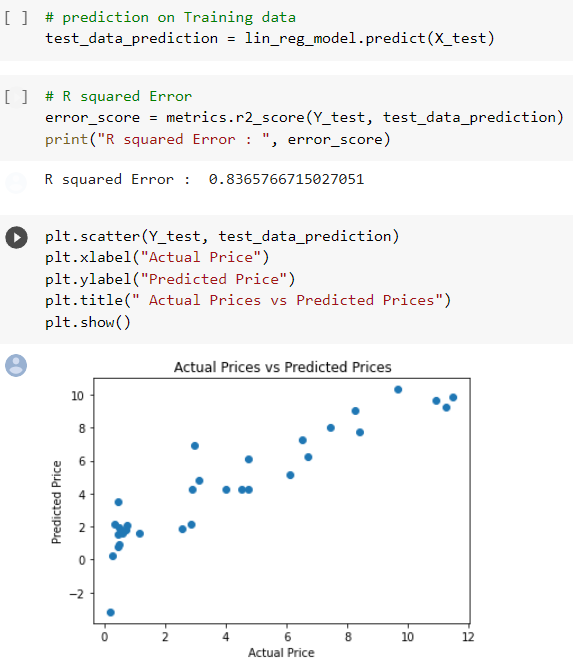 [ ] # prediction on Training data
test_data_prediction = lin_reg_model.predict(X_test)
[ ] # R squared Error
error_score = metrics.r2_score(Y_test, test_data_prediction)
print("R squared Error : ", error_score)
R squared Error :  0.8365766715027051
plt.scatter(Y_test, test_data_prediction)
plt.xlabel("Actual Price")
plt.ylabel("Predicted Price")
plt.title(" Actual Prices vs Predicted Prices")
plt.show()
Actual Prices vs Predicted Prices
Predicted Price
10
8
6
4
2
0
−2
0 2 4 6 8 10 12
Actual Price